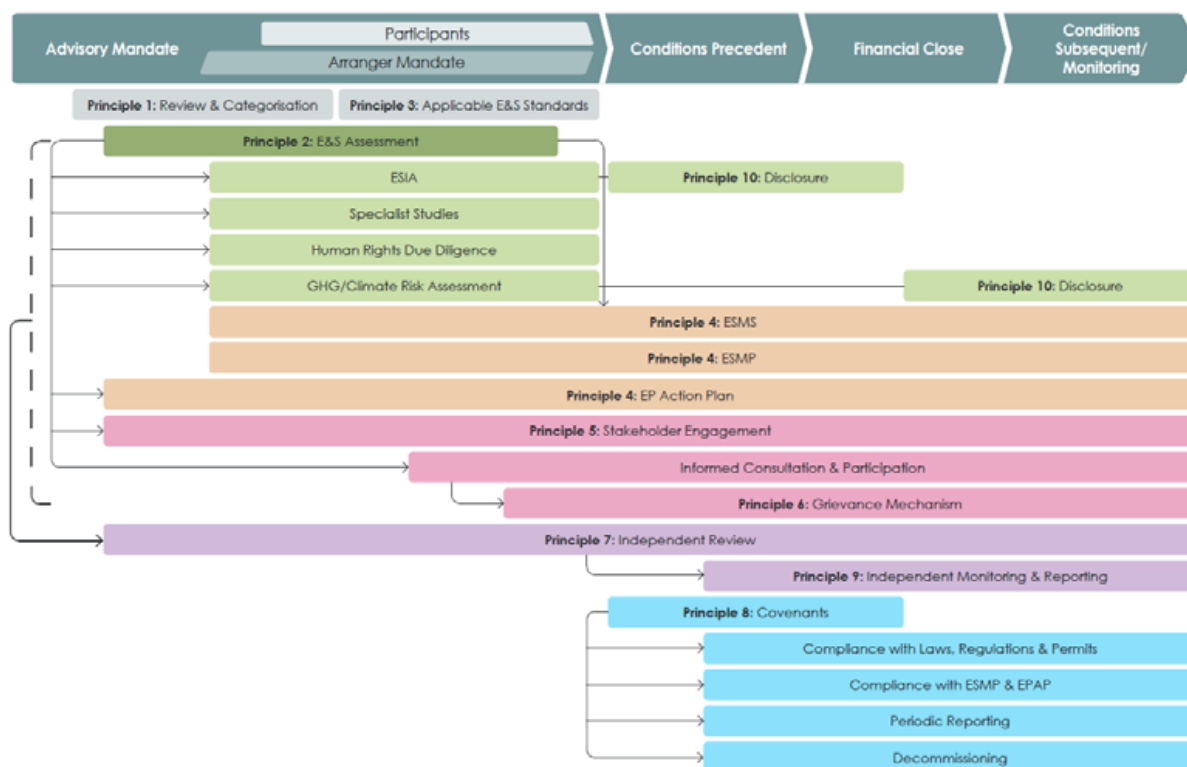 Advisory Mandate
Participants
Arranger Mandate
Conditions Precedent
Financial Close
Conditions
Subsequent/
Monitoring
Principle 1: Review & Categorisation
Principle 3: Applicable E&S Standards
Principle 2: E&S Assessment
ESIA
Principle 10: Disclosure
Specialist Studies
Human Rights Due Diligence
GHG/Climate Risk Assessment
Principle 10: Disclosure
Principle 4: ESMS
Principle 4: ESMP
Principle 4: EP Action Plan
Principle 5: Stakeholder Engagement
Informed Consultation & Participation
Principle 6: Grievance Mechanism
Principle 7: Independent Review
Principle 9: Independent Monitoring & Reporting
Principle 8: Covenants
Compliance with Laws, Regulations & Permits
Compliance with ESMP & EPAP
Periodic Reporting
Decommissioning